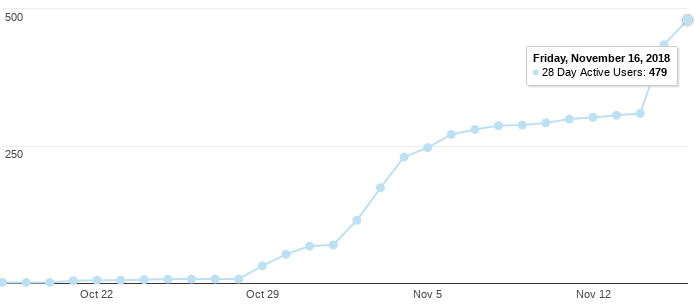 500
Friday, November 16, 2018
28 Day Active Users: 479
250
Oct 22
Oct 29
Nov 5
Nov 12